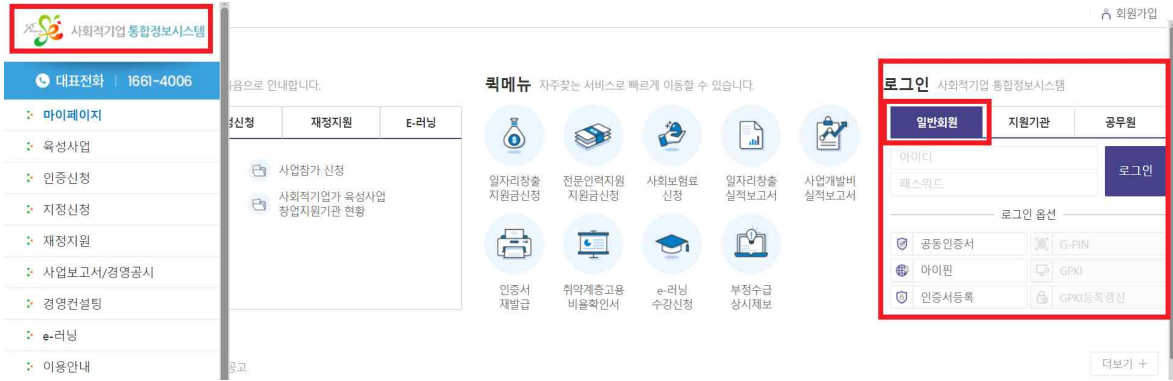 사회적기업 통합정보시스템
회원가입
대표전화 | 1661-4006
마이페이지
육성사업
인증신청
지정신청
재정지원
사업보고서/경영공시
경영컨설팅
e-러닝
이용안내
으로 안내합니다.
신청 재정지원 E-러닝
사업참가 신청
사회적기업가 육성사업
창업지원기관 현황
공고
퀵메뉴 자주찾는 서비스로 빠르게 이동할 수 있습니다.
일자리창출
지원금신청
전문인력지원
지원금신청
사회보험료
신청
일자리창출
실적보고서
사업개발비
실적보고서
인증서
재발급
취약계층고용
비율확인서
e-러닝
수강신청
부정수급
상시제보
로그인 사회적기업 통합정보시스템
일반회원 지원기관 공무원
아이디
패스워드
로그인
로그인 옵션
공동인증서 G-PIN
아이핀 GPKI
인증서등록 GPKI등록갱신
더보기 +